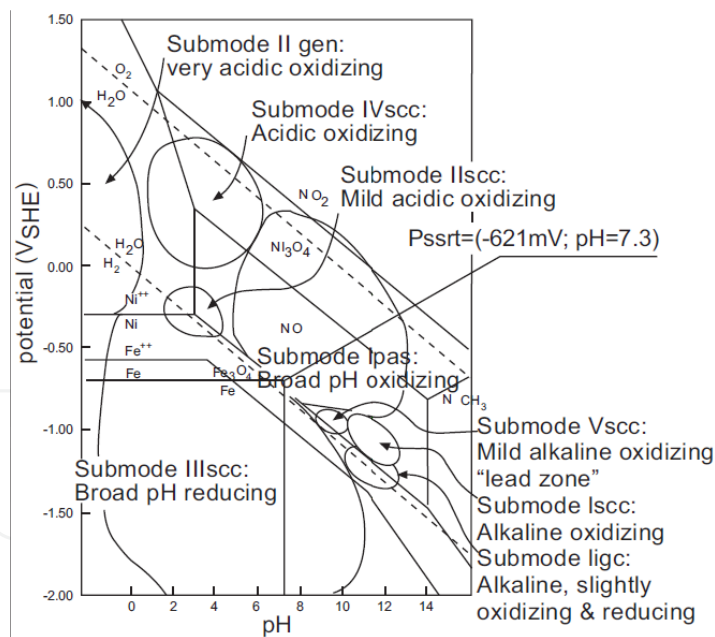 1.50
1.00
0.50
0.00
-0.50
-1.00
-1.50
-2.00
potential (VSHE)
Submode II gen:
very acidic oxidizing
O2
H2O
Submode IVscc:
Acidic oxidizing
Submode IIscc:
Mild acidic oxidizing
NO2
Pssrt=(-621mV; pH=7.3)
Ni3O4
H2O
H2
Ni++
Ni
NO
Fe++
Fe
Fe3O4
Fe
Submode Ipas:
Broad pH oxidizing
N CH3
Submode IIIscc:
Broad pH reducing
Submode Vscc:
Mild alkaline oxidizing
“lead zone”
Submode Iscc:
Alkaline oxidizing
Submode Iigc:
Alkaline, slightly
oxidizing & reducing
0 2 4 6 8 10 12 14
pH